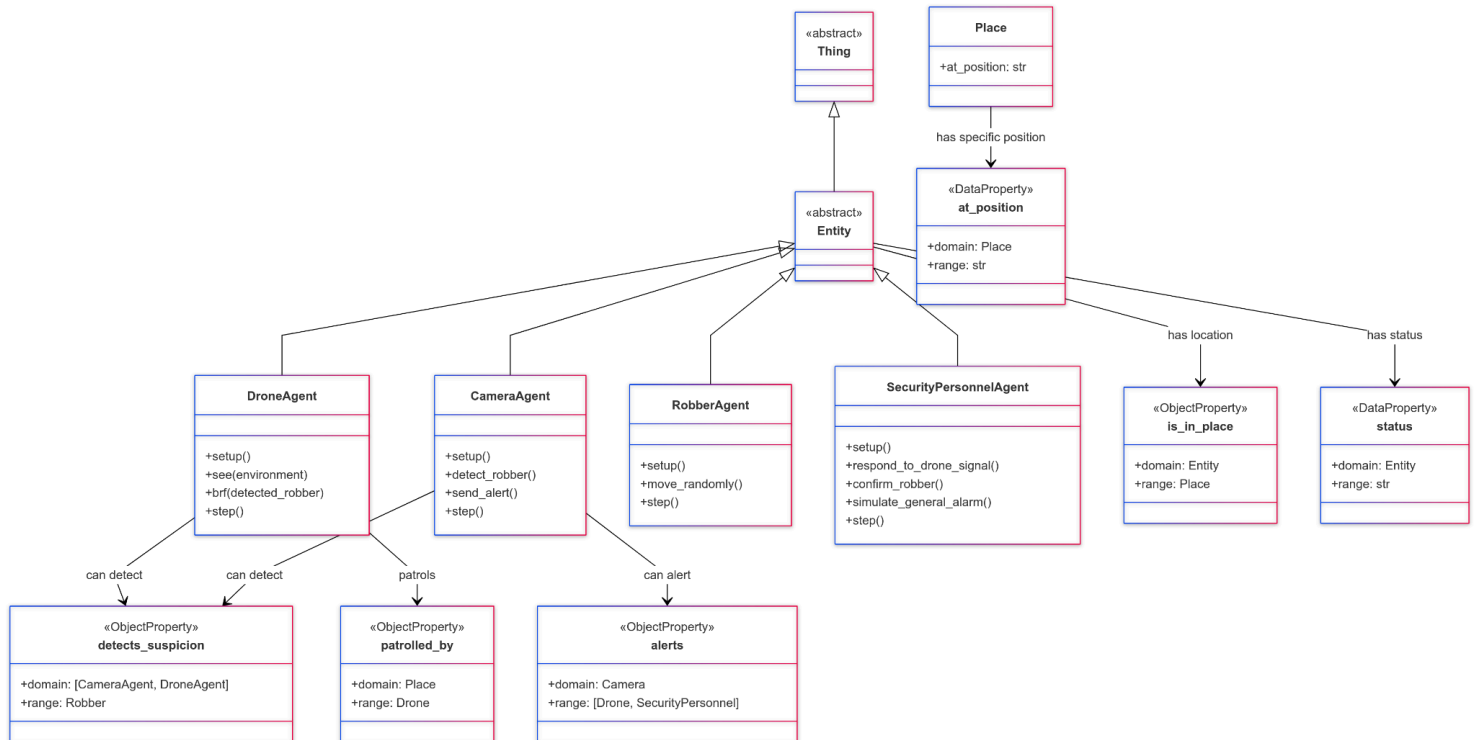 «abstract»
Thing
Place
+at_position: str
has specific position
«DataProperty»
at_position
+domain: Place
+range: str
«abstract»
Entity
has location
has status
DroneAgent
+setup()
+see(environment)
+brf(detected_robber)
+step()
CameraAgent
+setup()
+detect_robber()
+send_alert()
+step()
RobberAgent
+setup()
+move_randomly()
+step()
SecurityPersonnelAgent
+setup()
+respond_to_drone_signal()
+confirm_robber()
+simulate_general_alarm()
+step()
«ObjectProperty»
is_in_place
+domain: Entity
+range: Place
«DataProperty»
status
+domain: Entity
+range: str
can detect
can detect
patrols
can alert
«ObjectProperty»
detects_suspicion
+domain: [CameraAgent, DroneAgent]
+range: Robber
«ObjectProperty»
patrolled_by
+domain: Place
+range: Drone
«ObjectProperty»
alerts
+domain: Camera
+range: [Drone, SecurityPersonnel]